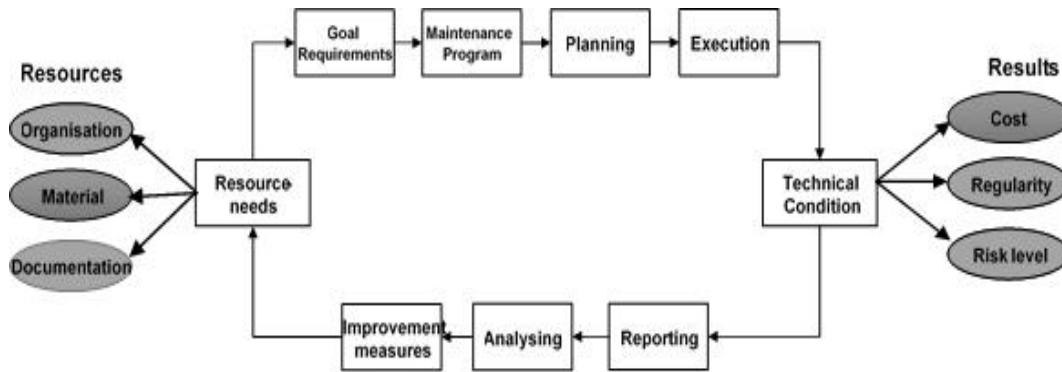 Goal
Requirements
Maintenance
Program
Planning
Execution
Resources
Results
Organisation
Material
Documentation
Resource
needs
Technical
Condition
Cost
Regularity
Risk level
Improvement
measures
Analysing
Reporting